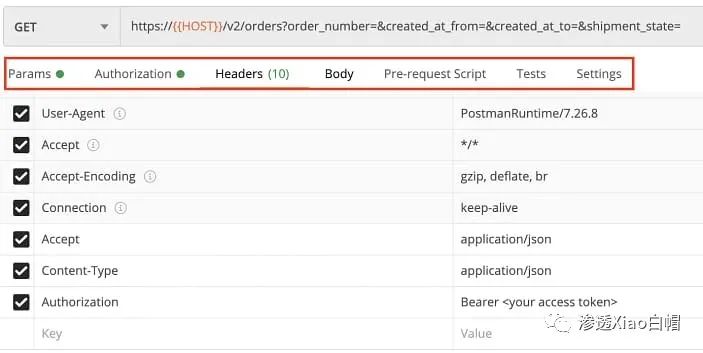 GET https://{{HOST}}/v2/orders?order_number=&created_at_from=&created_at_to=&shipment_state=
Params Authorization Headers (10) Body Pre-request Script Tests Settings
User-Agent PostmanRuntime/7.26.8
Accept */*
Accept-Encoding gzip, deflate, br
Connection keep-alive
Accept application/json
Content-Type application/json
Authorization Bearer <your access token>
Key Value
渗透Xiao白帽